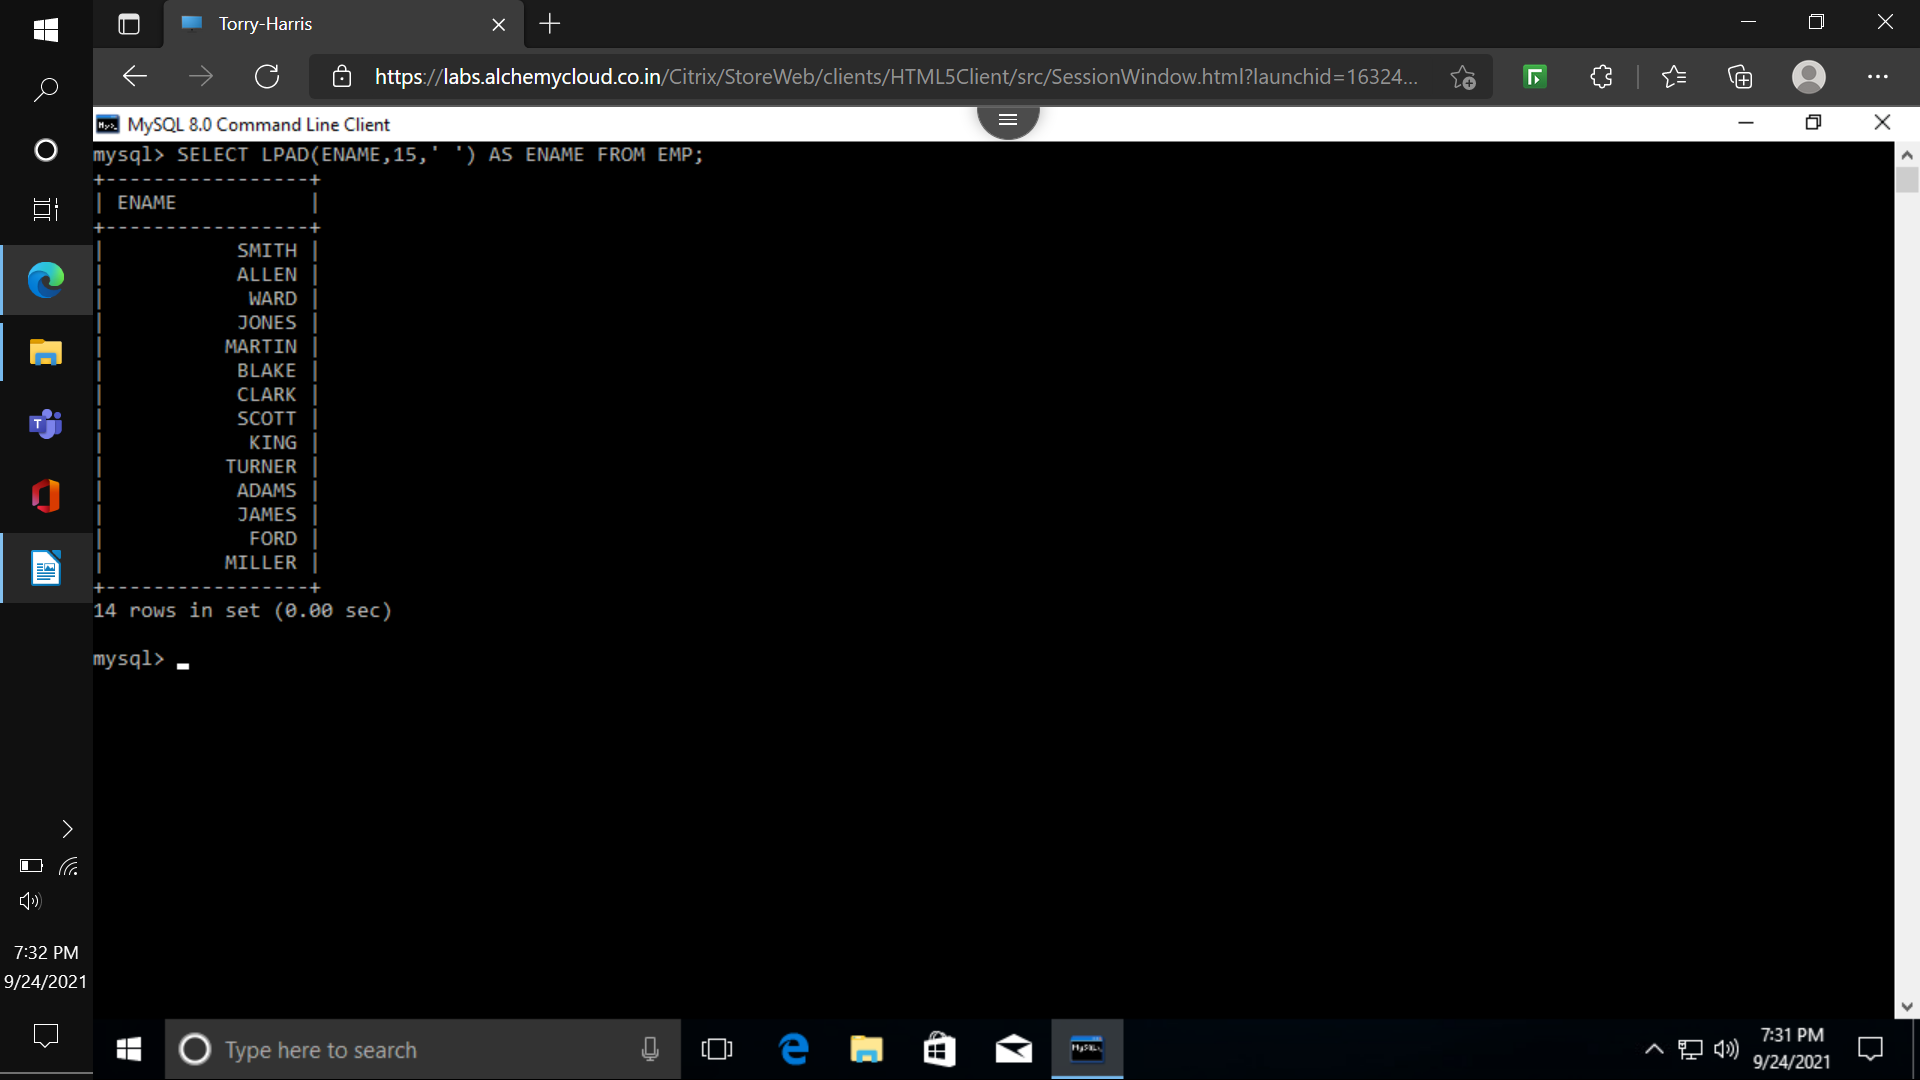 Torry-Harris
https://labs.alchemycloud.co.in/Citrix/StoreWeb/clients/HTML5Client/src/SessionWindow.html?launchid=16324...
MySQL 8.0 Command Line Client
mysql> SELECT LPAD(ENAME,15,' ') AS ENAME FROM EMP;
+-----------------+
| ENAME           |
+-----------------+
|           SMITH |
|           ALLEN |
|            WARD |
|           JONES |
|          MARTIN |
|           BLAKE |
|           CLARK |
|           SCOTT |
|            KING |
|          TURNER |
|           ADAMS |
|           JAMES |
|            FORD |
|          MILLER |
+-----------------+
14 rows in set (0.00 sec)
mysql>
7:32 PM
9/24/2021
Type here to search
7:31 PM
9/24/2021